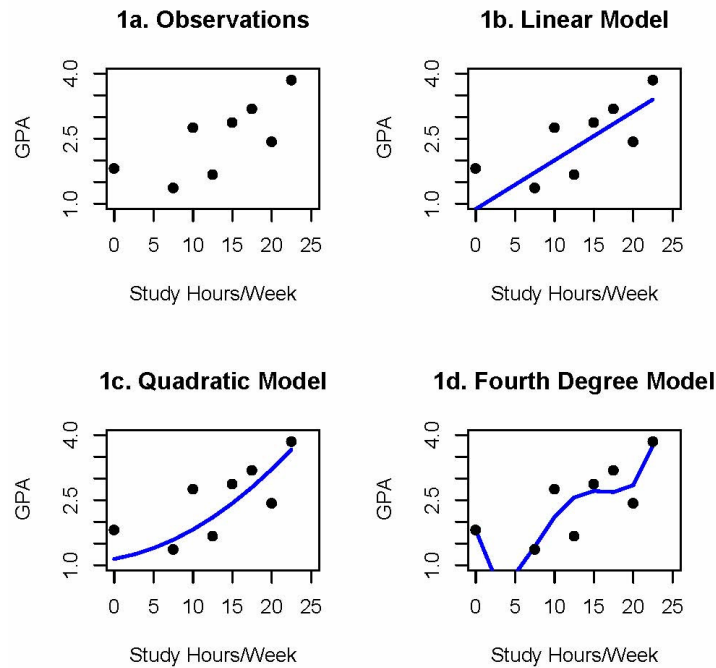 1a. Observations
GPA
4.0
2.5
1.0
0 5 10 15 20 25
Study Hours/Week
1b. Linear Model
GPA
4.0
2.5
1.0
0 5 10 15 20 25
Study Hours/Week
1c. Quadratic Model
GPA
4.0
2.5
1.0
0 5 10 15 20 25
Study Hours/Week
1d. Fourth Degree Model
GPA
4.0
2.5
1.0
0 5 10 15 20 25
Study Hours/Week